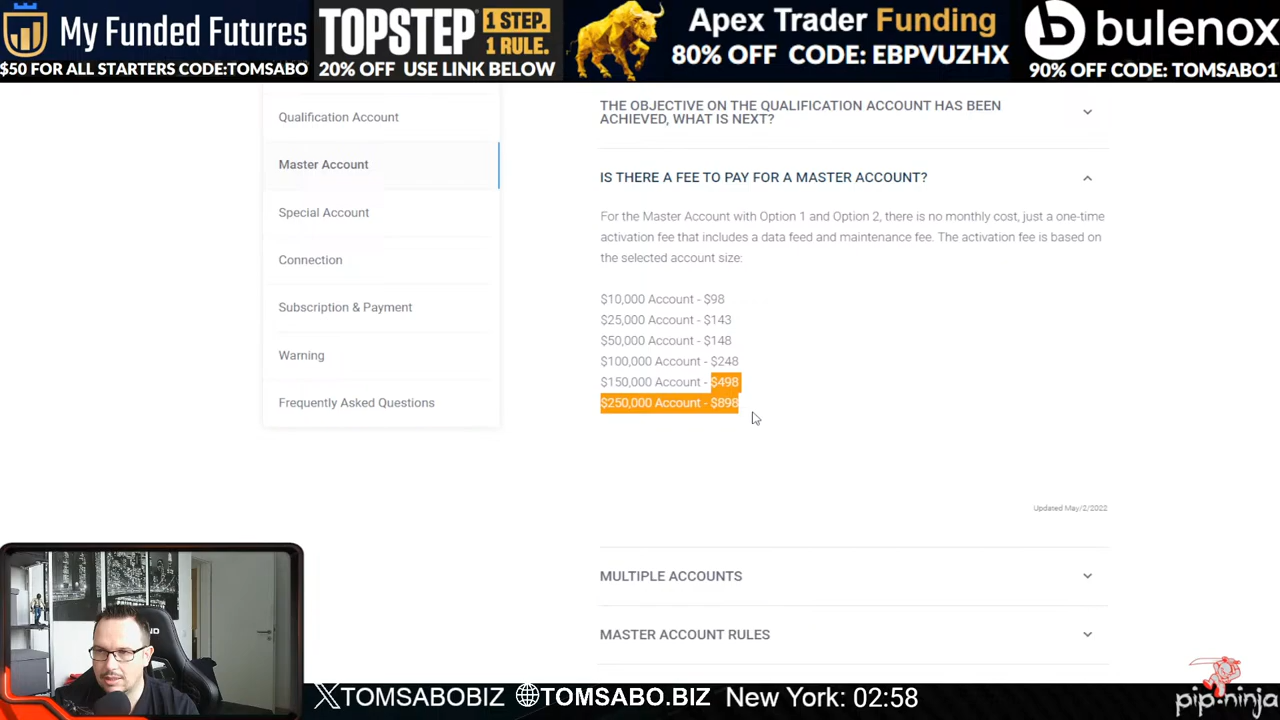 My Funded Futures
$50 FOR ALL STARTERS CODE:TOMSABO
TOPSTEP
1 STEP.
1 RULE.
20% OFF USE LINK BELOW
Apex Trader Funding
80% OFF CODE: EBPVUZHX
bulenox
90% OFF CODE: TOMSABO1
Qualification Account
Master Account
Special Account
Connection
Subscription & Payment
Warning
Frequently Asked Questions
THE OBJECTIVE ON THE QUALIFICATION ACCOUNT HAS BEEN
ACHIEVED, WHAT IS NEXT?
IS THERE A FEE TO PAY FOR A MASTER ACCOUNT?
For the Master Account with Option 1 and Option 2, there is no monthly cost, just a one-time
activation fee that includes a data feed and maintenance fee. The activation fee is based on
the selected account size:
$10,000 Account - $98
$25,000 Account - $143
$50,000 Account - $148
$100,000 Account - $248
$150,000 Account - $498
$250,000 Account - $898
Updated May/2/2022
MULTIPLE ACCOUNTS
MASTER ACCOUNT RULES
XTOMSABOBIZ
TOMSABO.BIZ
New York: 02:58
pip-ninja